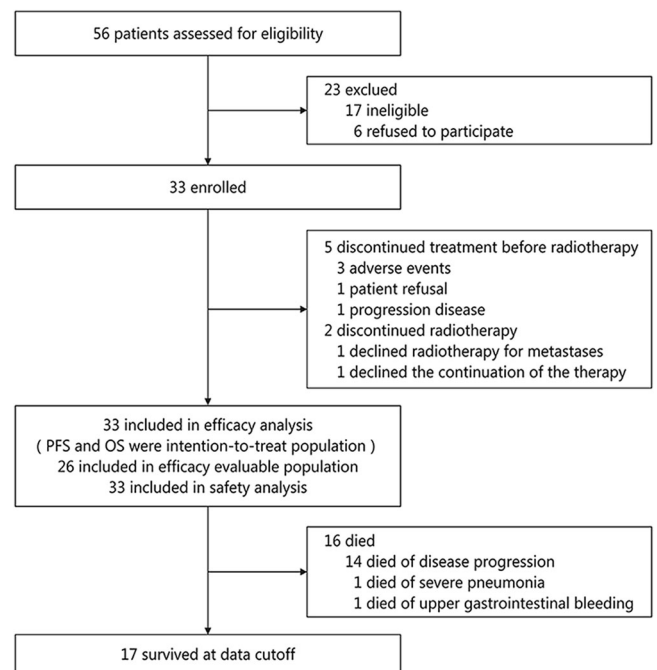 56 patients assessed for eligibility
23 exclued
17 ineligible
6 refused to participate
33 enrolled
5 discontinued treatment before radiotherapy
3 adverse events
1 patient refusal
1 progression disease
2 discontinued radiotherapy
1 declined radiotherapy for metastases
1 declined the continuation of the therapy
33 included in efficacy analysis
( PFS and OS were intention-to-treat population )
26 included in efficacy evaluable population
33 included in safety analysis
16 died
14 died of disease progression
1 died of severe pneumonia
1 died of upper gastrointestinal bleeding
17 survived at data cutoff